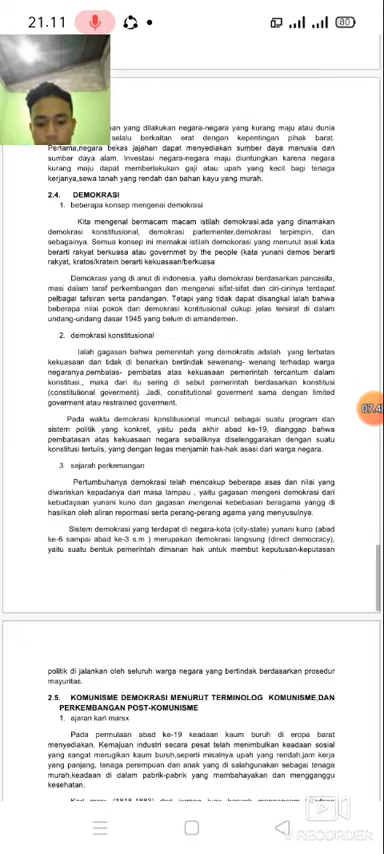 21.11
80
an yang dilakukan negara-negara yang kurang maju atau dunia
selalu berkaitan erat dengan kepentingan pihak barat.
Pertama,negara bekas jajahan dapat menyediakan sumber daya manusia dan
sumber daya alam. Investasi negara-negara maju diuntungkan karena negara
kurang maju dapat memberlakukan gaji atau upah yang kecil bagi tenaga
kerjanya,sewa tanah yang rendah dan bahan kayu yang murah.
2.4. DEMOKRASI
1. beberapa konsep mengenai demokrasi
Kita mengenal bermacam macam istilah demokrasi.ada yang dinamakan
demokrasi konstitusional, demokrasi parlementer,demokrasi terpimpin, dan
sebagainya. Semua konsep ini memakai istilah demokorasi yang menurut asal kata
berarti rakyat berkuasa atau governmet by the people (kata yunani demos berarti
rakyat, kratos/kratein berarti kekuasaan/berkuasa
Demokrasi yang di anut di indonesia, yaitu demokrasi berdasarkan pancasila,
masi dalam taraf perkembangan dan mengenai sifat-sifat dan ciri-cirinya terdapat
pelbagai tafsiran serta pandangan. Tetapi yang tidak dapat disangkal ialah bahwa
beberapa nilai pokok dari demokrasi kontitusional cukup jelas tersirat di dalam
undang-undang dasar 1945 yang belum di amandemen.
2. demokrasi konstitusional
Ialah gagasan bahwa pemerintah yang demokratis adalah yang terbatas
kekuasaan dan tidak di benarkan bertindak sewenang- wenang terhadap warga
negaranya.pembatas- pembatas atas kekuasaan pemerintah tercantum dalam
konstitusi., maka dari itu sering di sebut pemerintah berdasarkan konstitusi
(constitutional goverment). Jadi, constitutional goverment sama dengan limited
goverment atau restrained goverment.
07.4
Pada waktu demokrasi konstitusional muncul sebagai suatu program dan
sistem politik yang konkret, yaitu pada akhir abad ke-19, dianggap bahwa
pembatasan atas kekuasaan negara sebaliknya diselenggarakan dengan suatu
konstitusi tertulis, yang dengan tegas menjamin hak-hak asasi dari warga negara.
3. sejarah perkemangan
Pertumbuhanya demokrasi telah mencakup beberapa asas dan nilai yang
diwariskan kepadanya dari masa lampau , yaitu gagasan mengeni demokrasi dari
kebudayaan yunani kuno dan gagasan mengenai kebebasan beragama yangg di
hasilkan oleh aliran repormasi serta perang-perang agama yang menyusulnya.
Sistem demokrasi yang terdapat di negara-kota (city-state) yunani kuno (abad
ke-6 sampai abad ke-3 s.m ) merupakan demokrasi langsung (direct democracy),
yaitu suatu bentuk pemerintah dimanan hak untuk membut keputusan-keputasan
politik di jalankan oleh seluruh warga negara yang bertindak berdasarkan prosedur
mayuritas.
2.5. KOMUNISME DEMOKRASI MENURUT TERMINOLOG KOMUNISME,DAN
PERKEMBANGAN POST-KOMUNISME
1. ajaran karl marsx
Pada permulaan abad ke-19 keadaan kaum buruh di eropa barat
menyediakan. Kemajuan industri secara pesat telah menimbulkan keadaan sosial
yang sangat merugikan kaum buruh,seperti misalnya upah yang rendah,jam kerja
yang panjang, tenaga perempuan dan anak yang di salahgunakan sebagai tenaga
murah,keadaan di dalam pabrik-pabrik yang membahayakan dan mengganggu
kesehatan.
RECORDER